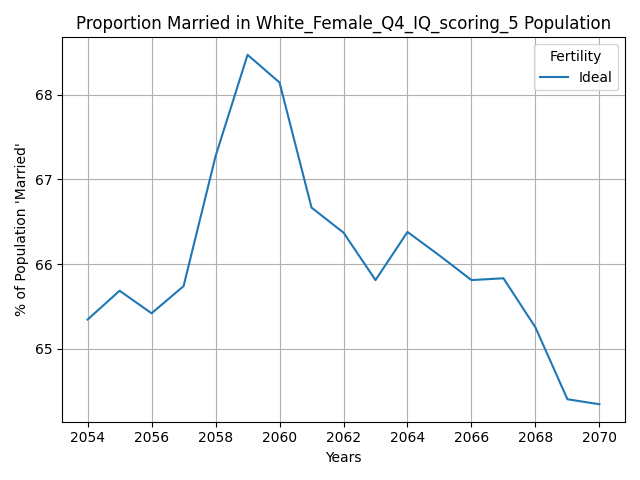 Proportion Married in White_Female_Q4_IQ_scoring_5 Population
Fertility
Ideal
% of Population 'Married'
68
67
66
65
2054 2056 2058 2060 2062 2064 2066 2068 2070
Years